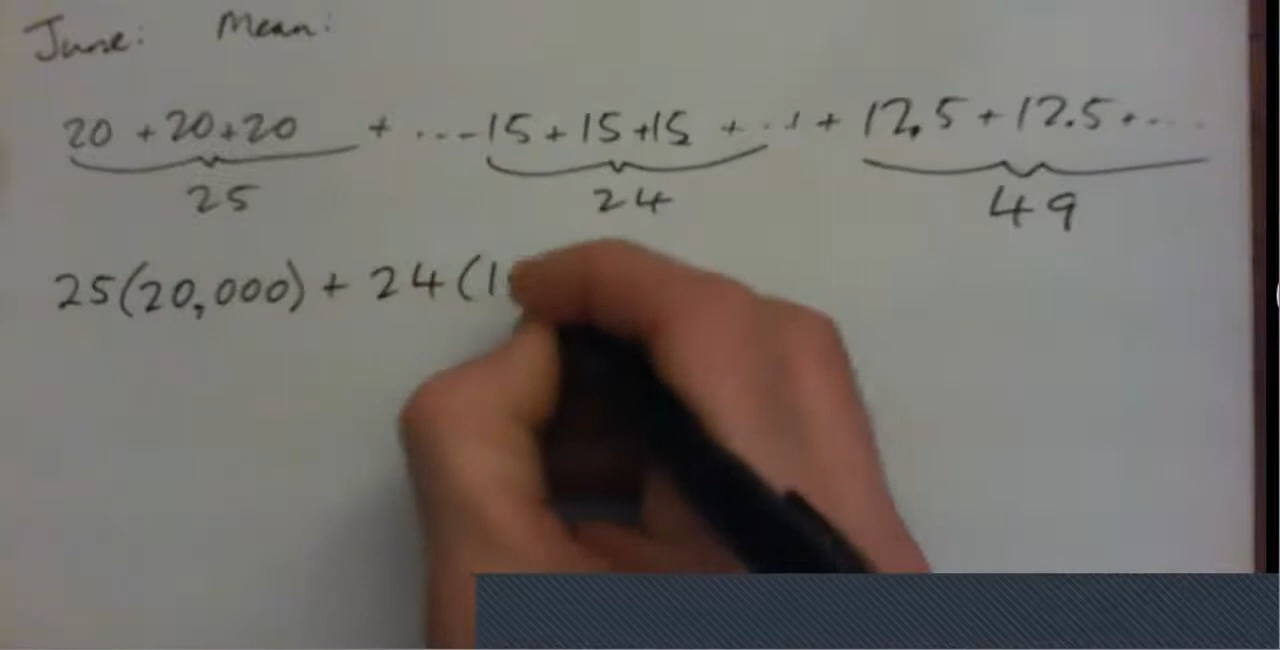 June: Mean:
20 + 20 + 20 + ... 15 + 15 + 15 + ... + 12.5 + 12.5 + ...
25 24 49
25(20,000) + 24(1